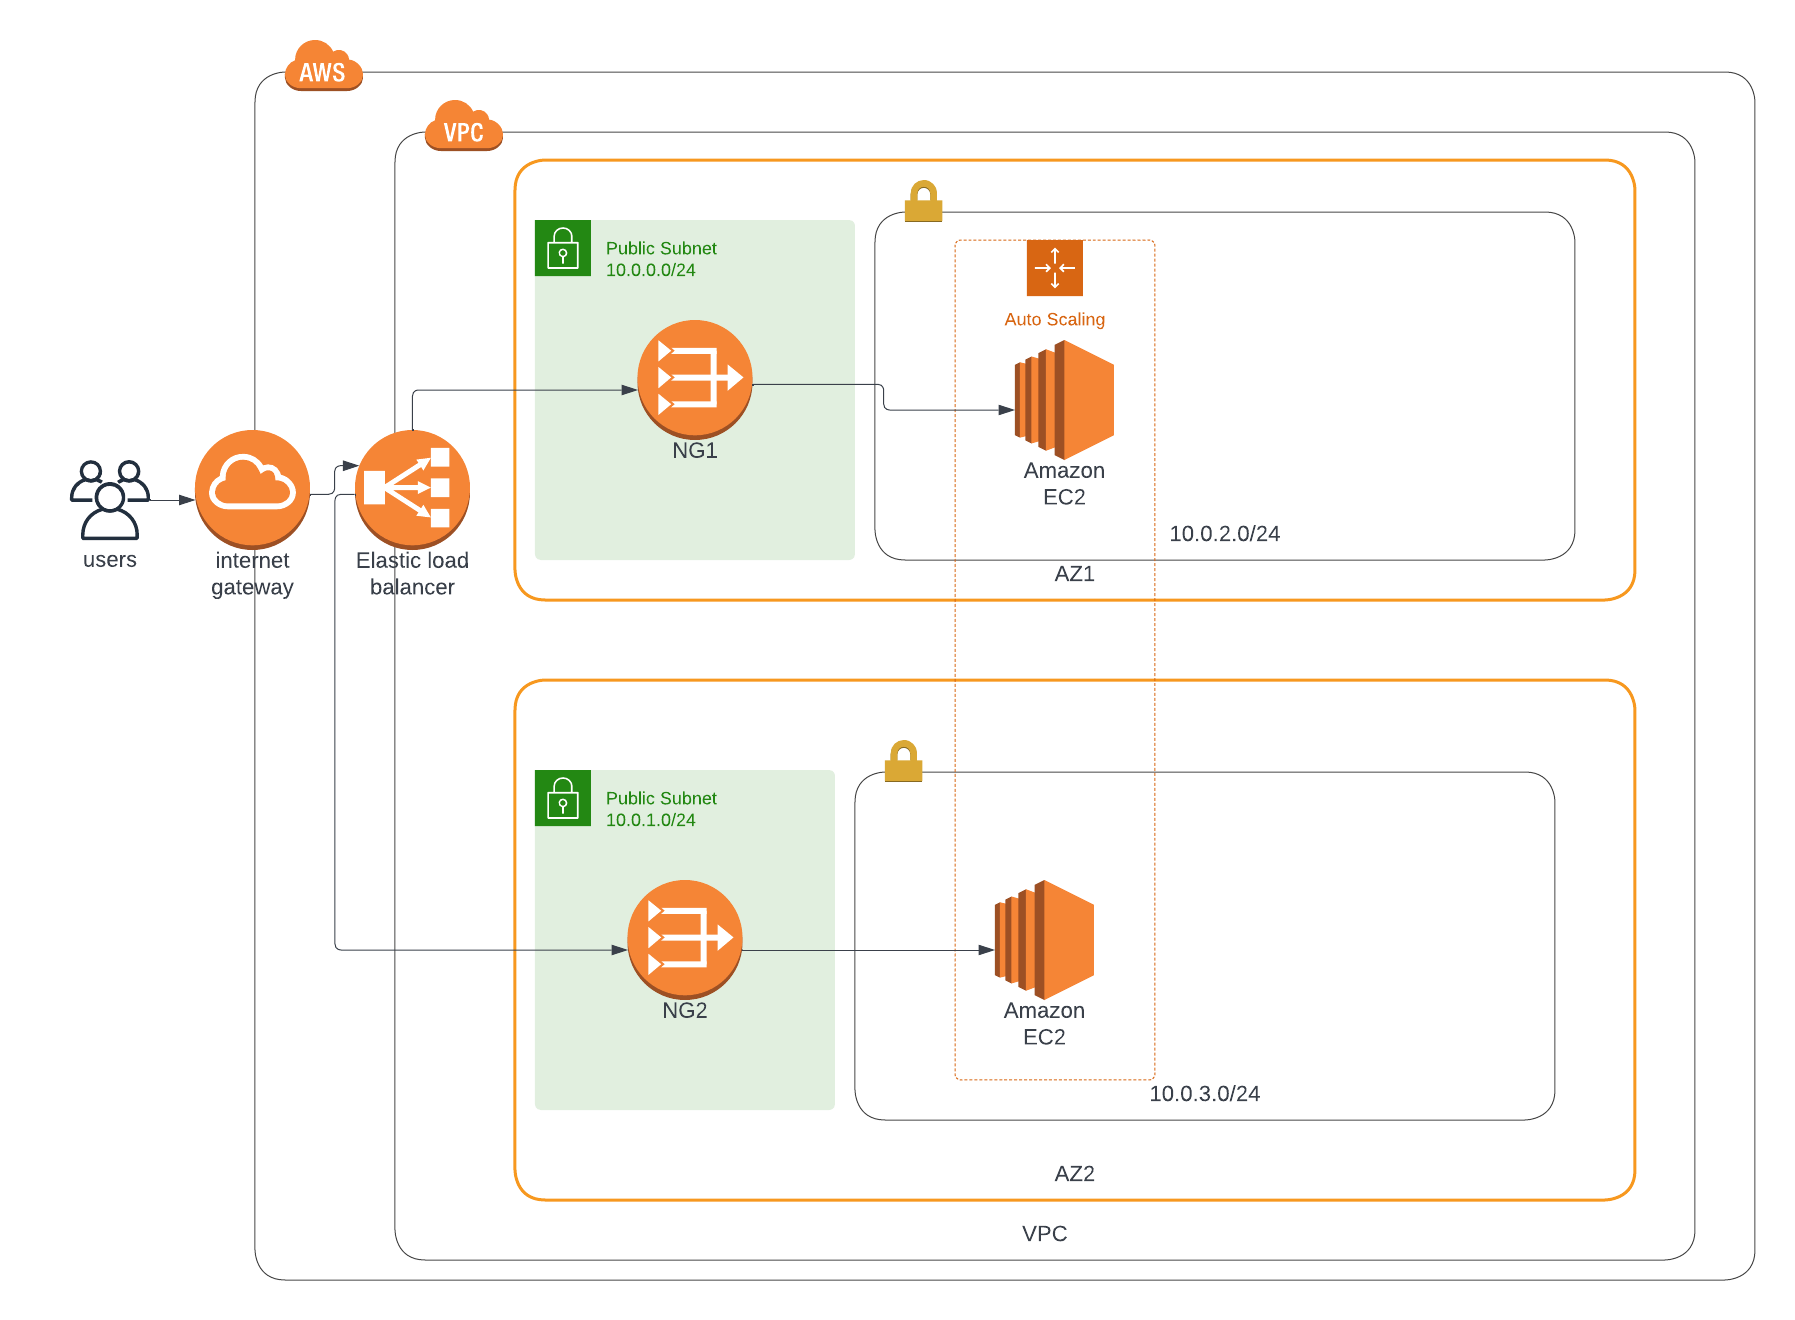 AWS
VPC
Public Subnet
10.0.0.0/24
Auto Scaling
NG1
Amazon
EC2
10.0.2.0/24
AZ1
users
internet
gateway
Elastic load
balancer
Public Subnet
10.0.1.0/24
NG2
Amazon
EC2
10.0.3.0/24
AZ2
VPC